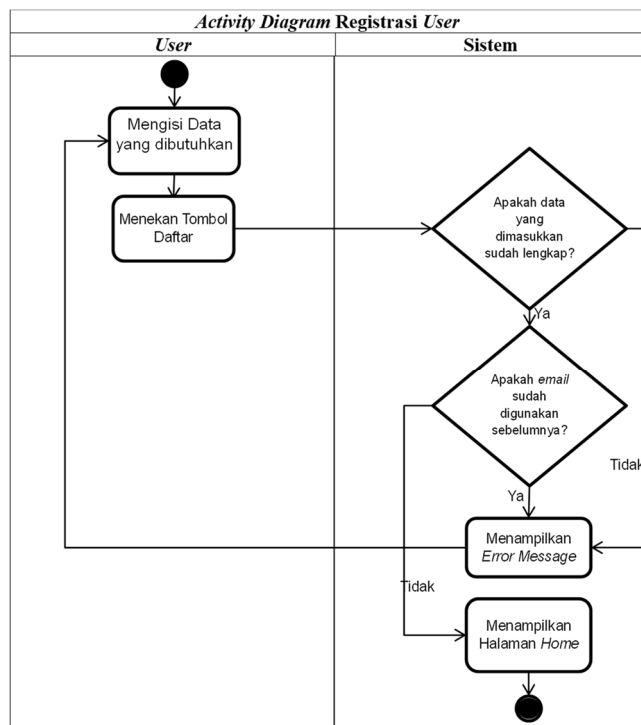 Activity Diagram Registrasi User
User
Sistem
Mengisi Data
yang dibutuhkan
Menekan Tombol
Daftar
Apakah data
yang
dimasukkan
sudah lengkap?
Ya
Apakah email
sudah
digunakan
sebelumnya?
Tidak
Ya
Menampilkan
Error Message
Tidak
Menampilkan
Halaman Home